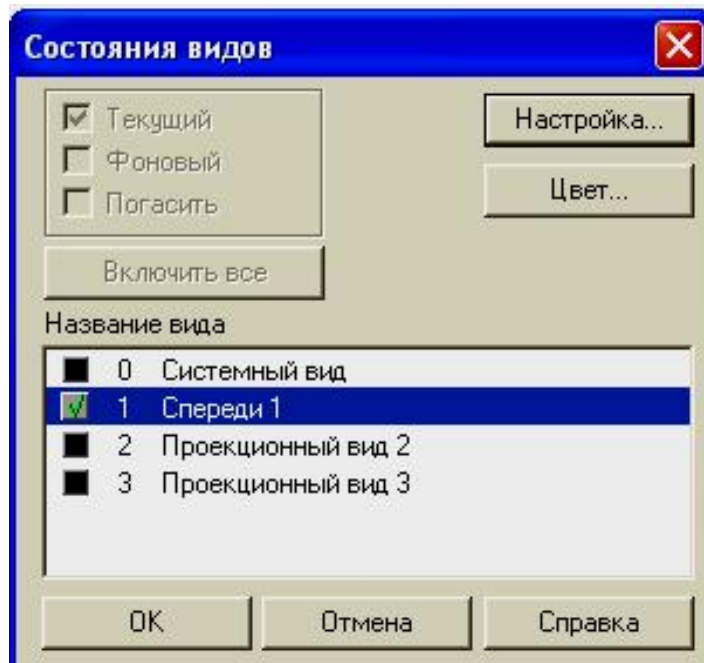 Состояния видов
Текущий
Настройка...
Фоновый
Цвет...
Погасить
Включить все
Название вида
0 Системный вид
1 Спереди 1
2 Проекционный вид 2
3 Проекционный вид 3
OK Отмена Справка